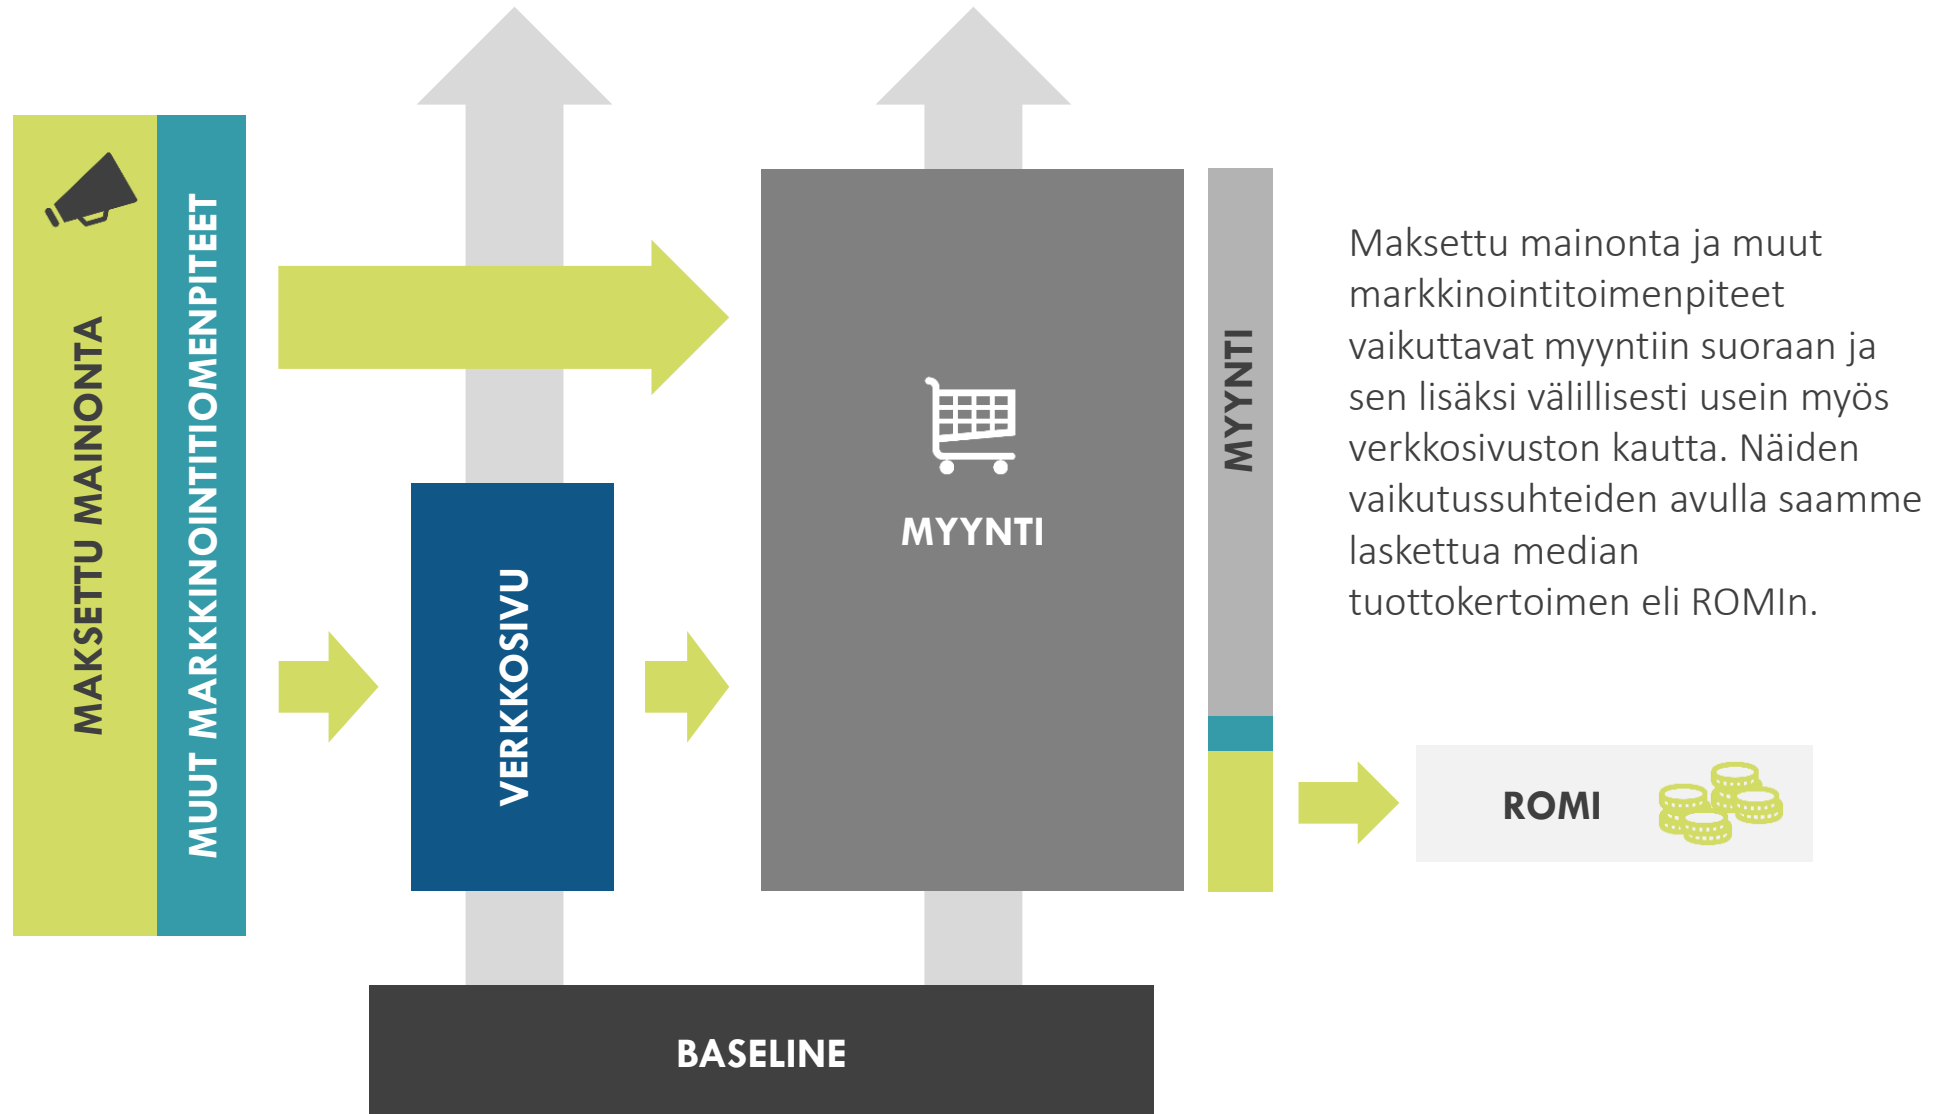 MAKSETTU MAINONTA
MUUT MARKKINOINTITIOMENPITEET
VERKKOSIVU
MYYNTI
MYYNTI
Maksettu mainonta ja muut
markkinointitoimenpiteet
vaikuttavat myyntiin suoraan ja
sen lisäksi välillisesti usein myös
verkkosivuston kautta. Näiden
vaikutussuhteiden avulla saamme
laskettua median
tuottokertoimen eli ROMIn.
ROMI
BASELINE